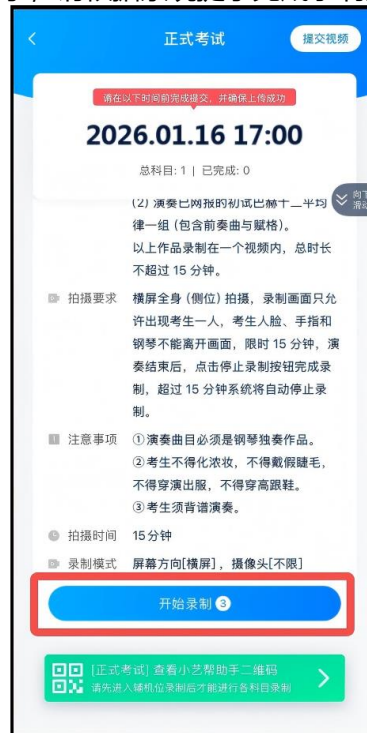 正式考试
提交视频
请在以下时间前完成提交，并确保上传成功
2026.01.16 17:00
总科目: 1 | 已完成: 0
向下
滑动
(2) 演奏已网报的初试巴赫十二平均
律一组 (包含前奏曲与赋格)。
以上作品录制在一个视频内，总时长
不超过 15 分钟。
拍摄要求 横屏全身 (侧位) 拍摄，录制画面只允
许出现考生一人，考生人脸、手指和
钢琴不能离开画面，限时 15 分钟，演
奏结束后，点击停止录制按钮完成录
制，超过 15 分钟系统将自动停止录
制。
注意事项 ①演奏曲目必须是钢琴独奏作品。
②考生不得化浓妆，不得戴假睫毛，
不得穿演出服，不得穿高跟鞋。
③考生须背谱演奏。
拍摄时间 15分钟
录制模式 屏幕方向[横屏]，摄像头[不限]
开始录制 3
[正式考试] 查看小艺帮助手二维码
请先进入辅机位录制后才能进行各科目录制